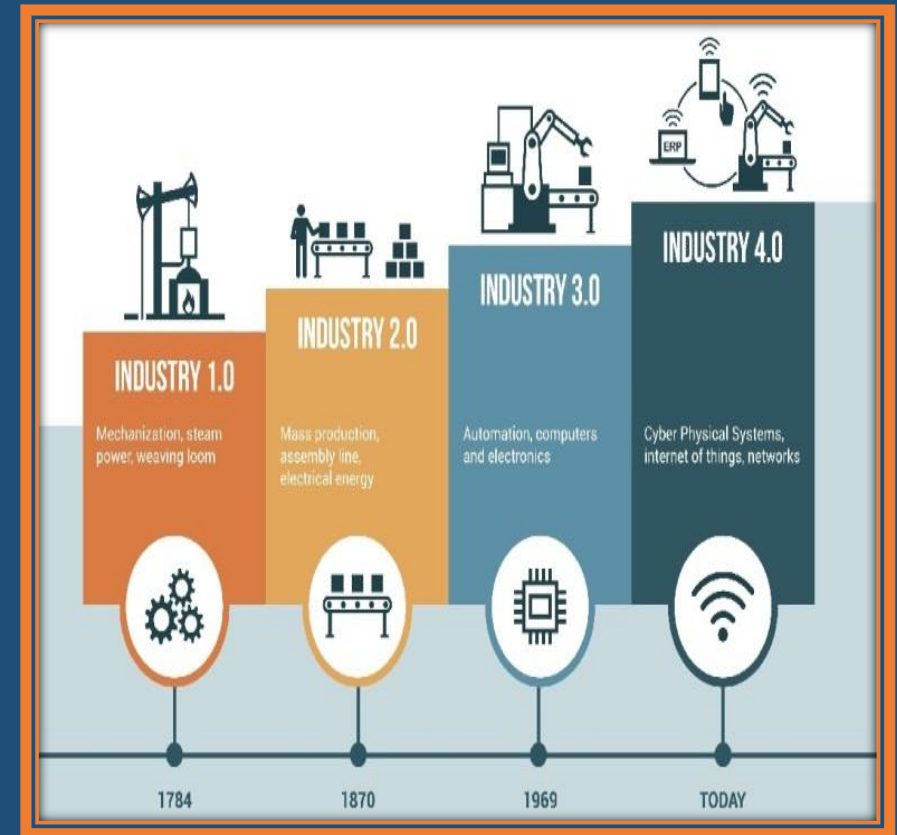 ERP
INDUSTRY 1.0
Mechanization, steam
power, weaving loom
INDUSTRY 2.0
Mass production,
assembly line,
electrical energy
INDUSTRY 3.0
Automation, computers
and electronics
INDUSTRY 4.0
Cyber Physical Systems,
internet of things, networks
1784
1870
1969
TODAY